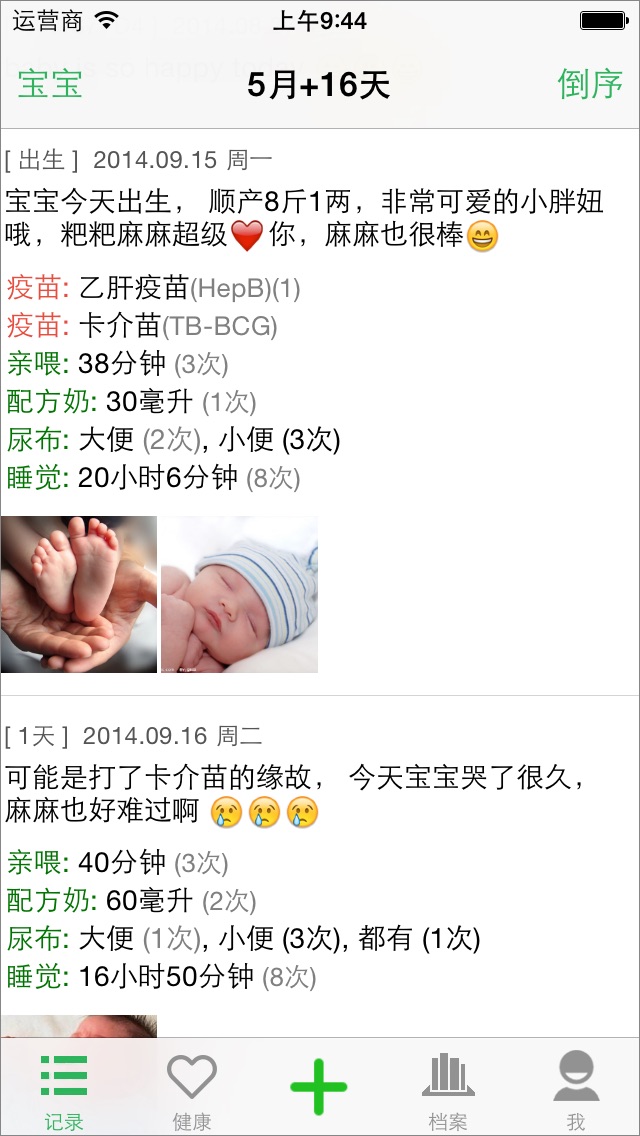 运营商 上午9:44
宝宝 5月+16天 倒序
[ 出生 ] 2014.09.15 周一
宝宝今天出生， 顺产8斤1两，非常可爱的小胖妞
哦，粑粑麻麻超级❤️你，麻麻也很棒😄
疫苗: 乙肝疫苗(HepB)(1)
疫苗: 卡介苗(TB-BCG)
亲喂: 38分钟 (3次)
配方奶: 30毫升 (1次)
尿布: 大便 (2次), 小便 (3次)
睡觉: 20小时6分钟 (8次)
[ 1天 ] 2014.09.16 周二
可能是打了卡介苗的缘故， 今天宝宝哭了很久，
麻麻也好难过啊 😢😢😢
亲喂: 40分钟 (3次)
配方奶: 60毫升 (2次)
尿布: 大便 (1次), 小便 (3次), 都有 (1次)
睡觉: 16小时50分钟 (8次)
记录 健康 档案 我